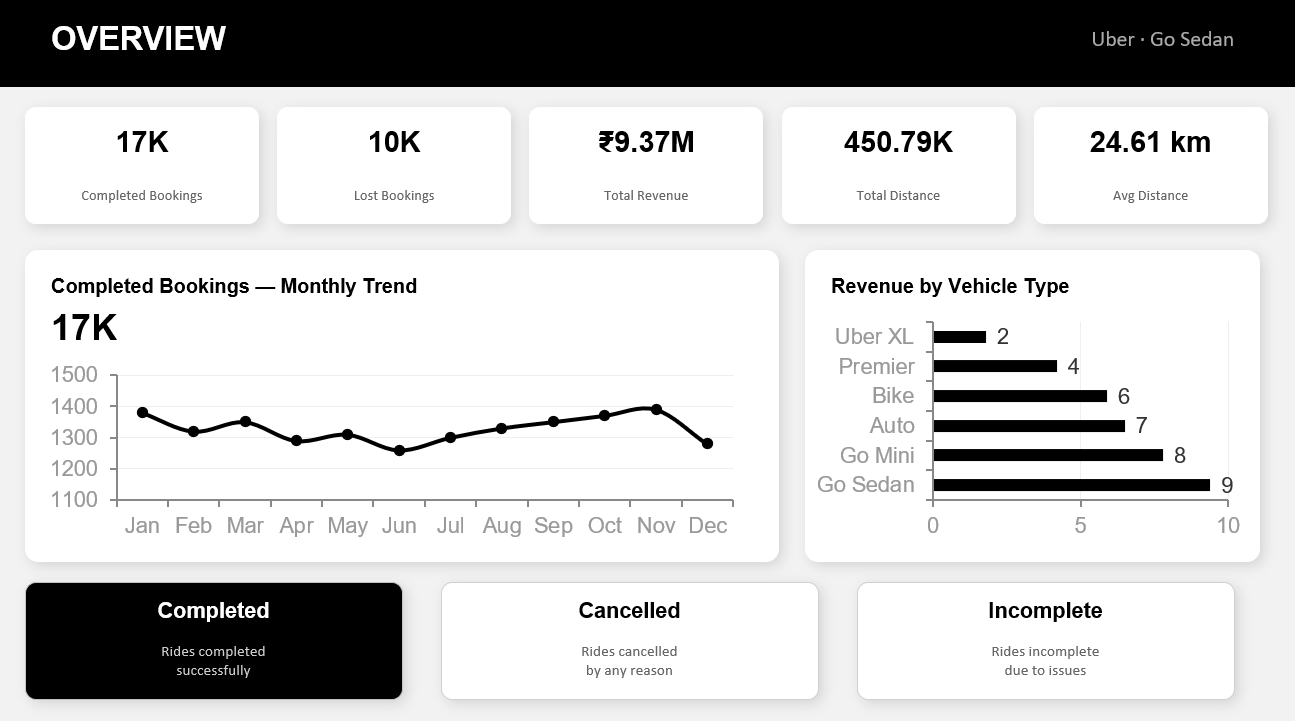 OVERVIEW
Uber · Go Sedan
17K
Completed Bookings
10K
Lost Bookings
₹9.37M
Total Revenue
450.79K
Total Distance
24.61 km
Avg Distance
Completed Bookings — Monthly Trend
17K
1500
1400
1300
1200
1100
Jan Feb Mar Apr May Jun Jul Aug Sep Oct Nov Dec
Revenue by Vehicle Type
Uber XL 2
Premier 4
Bike 6
Auto 7
Go Mini 8
Go Sedan 9
0 5 10
Completed
Rides completed
successfully
Cancelled
Rides cancelled
by any reason
Incomplete
Rides incomplete
due to issues